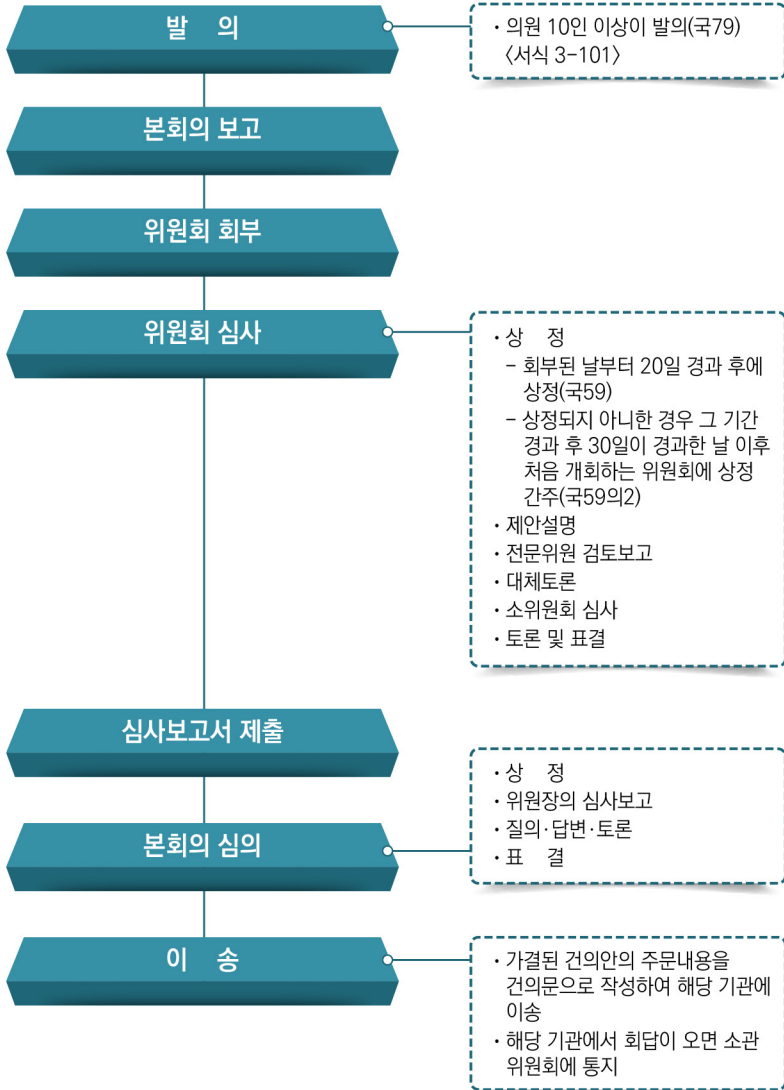 발 의
· 의원 10인 이상이 발의(국79)
〈서식 3-101〉
본회의 보고
위원회 회부
위원회 심사
· 상 정
- 회부된 날부터 20일 경과 후에
상정(국59)
- 상정되지 아니한 경우 그 기간
경과 후 30일이 경과한 날 이후
처음 개회하는 위원회에 상정
간주(국59의2)
· 제안설명
· 전문위원 검토보고
· 대체토론
· 소위원회 심사
· 토론 및 표결
심사보고서 제출
본회의 심의
· 상 정
· 위원장의 심사보고
· 질의·답변·토론
· 표 결
이 송
· 가결된 건의안의 주문내용을
건의문으로 작성하여 해당 기관에
이송
· 해당 기관에서 회답이 오면 소관
위원회에 통지